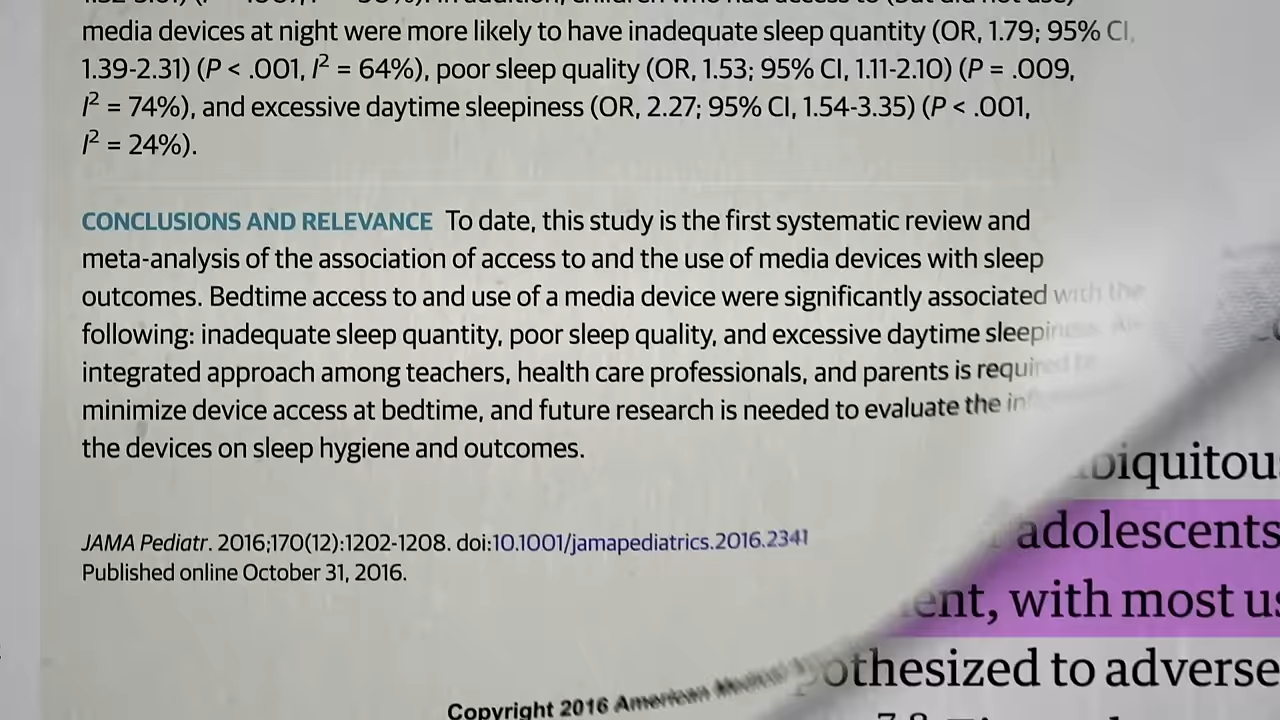 media devices at night were more likely to have inadequate sleep quantity (OR, 1.79; 95% CI,
1.39-2.31) (P < .001, I² = 64%), poor sleep quality (OR, 1.53; 95% CI, 1.11-2.10) (P = .009,
I² = 74%), and excessive daytime sleepiness (OR, 2.27; 95% CI, 1.54-3.35) (P < .001,
I² = 24%).
CONCLUSIONS AND RELEVANCE To date, this study is the first systematic review and
meta-analysis of the association of access to and the use of media devices with sleep
outcomes. Bedtime access to and use of a media device were significantly associated with the
following: inadequate sleep quantity, poor sleep quality, and excessive daytime sleepiness. An
integrated approach among teachers, health care professionals, and parents is required to
minimize device access at bedtime, and future research is needed to evaluate the
the devices on sleep hygiene and outcomes.
JAMA Pediatr. 2016;170(12):1202-1208. doi:10.1001/jamapediatrics.2016.2341
Published online October 31, 2016.
Copyright 2016 American Medical
biquitous
adolescents
ent, with most us
othesized to adverse